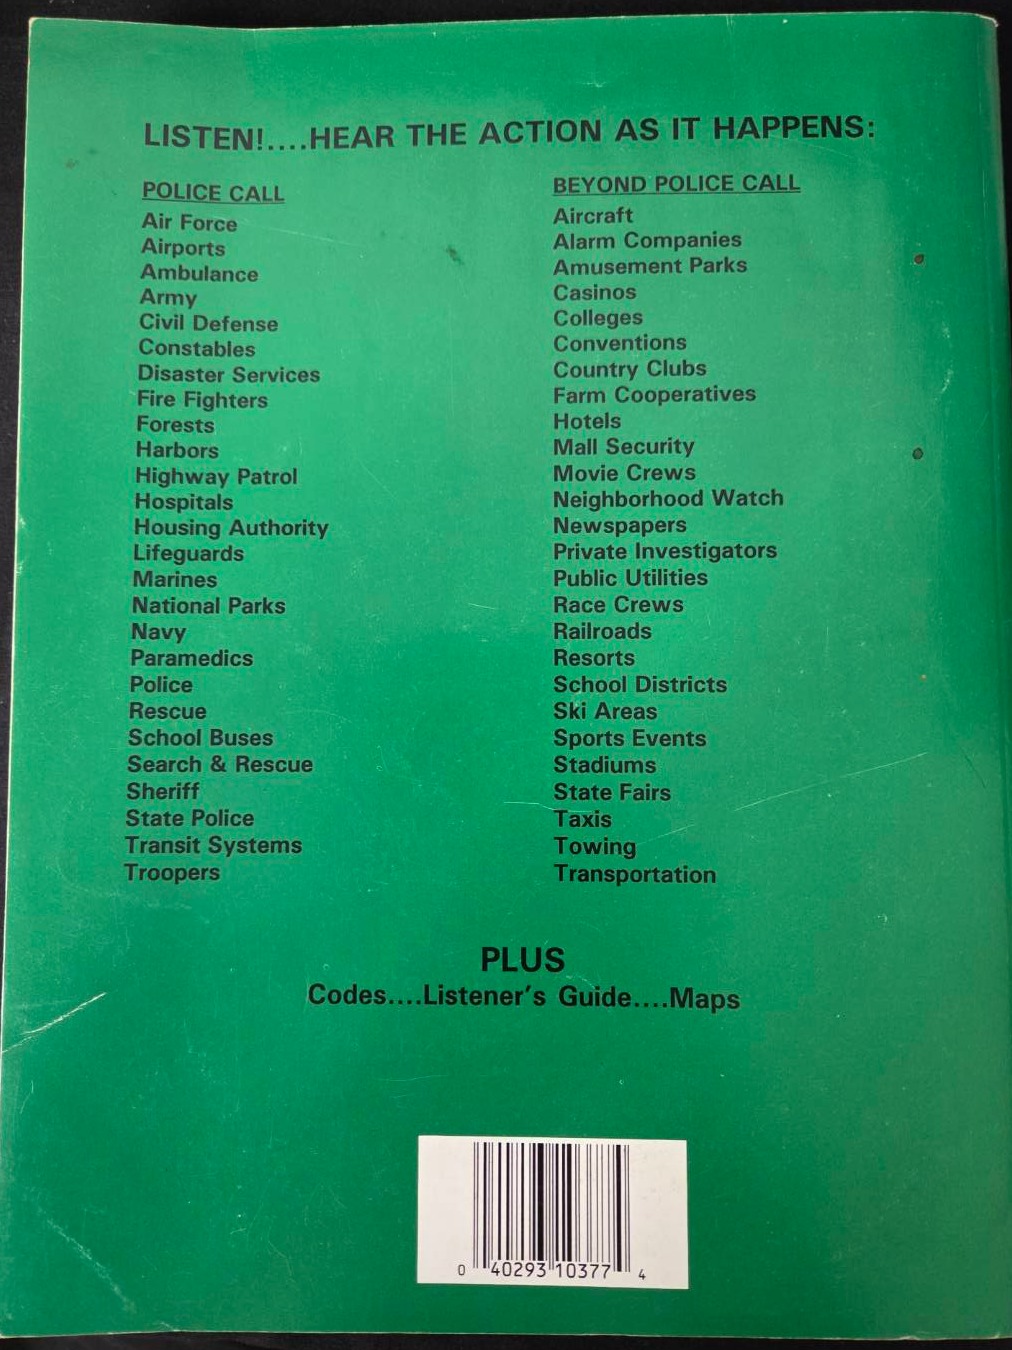 LISTEN!....HEAR THE ACTION AS IT HAPPENS:
POLICE CALL
Air Force
Airports
Ambulance
Army
Civil Defense
Constables
Disaster Services
Fire Fighters
Forests
Harbors
Highway Patrol
Hospitals
Housing Authority
Lifeguards
Marines
National Parks
Navy
Paramedics
Police
Rescue
School Buses
Search & Rescue
Sheriff
State Police
Transit Systems
Troopers
BEYOND POLICE CALL
Aircraft
Alarm Companies
Amusement Parks
Casinos
Colleges
Conventions
Country Clubs
Farm Cooperatives
Hotels
Mall Security
Movie Crews
Neighborhood Watch
Newspapers
Private Investigators
Public Utilities
Race Crews
Railroads
Resorts
School Districts
Ski Areas
Sports Events
Stadiums
State Fairs
Taxis
Towing
Transportation
PLUS
Codes....Listener's Guide....Maps
0 40293 10377 4